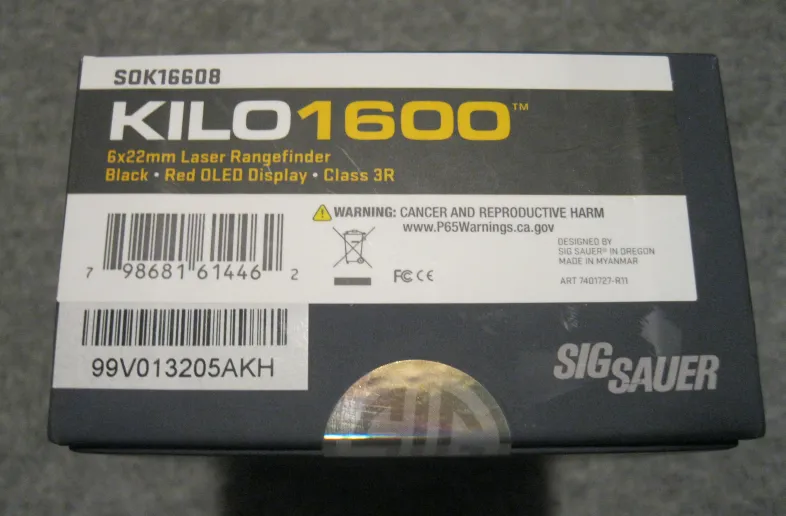 SOK16608
KILO1600™
6x22mm Laser Rangefinder
Black • Red OLED Display • Class 3R
⚠ WARNING: CANCER AND REPRODUCTIVE HARM
www.P65Warnings.ca.gov
DESIGNED BY
SIG SAUER® IN OREGON
MADE IN MYANMAR
ART 7401727-R11
7 98681 61446 2
FC CE
99V013205AKH
SIG SAUER